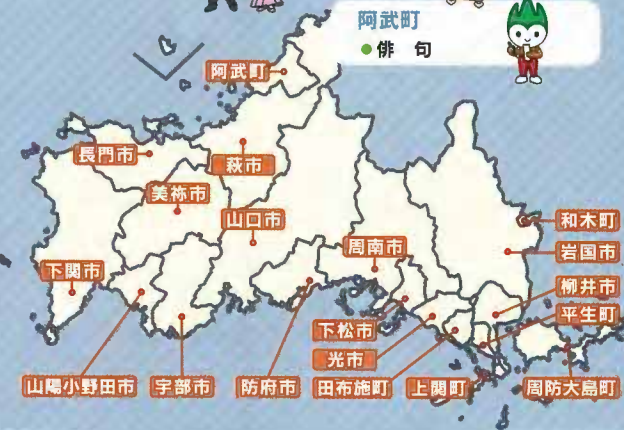 阿武町
●俳 句
阿武町
長門市
萩市
美祢市
山口市
和木町
周南市
岩国市
下関市
柳井市
平生町
下松市
光市
山陽小野田市
宇部市
防府市
田布施町
上関町
周防大島町